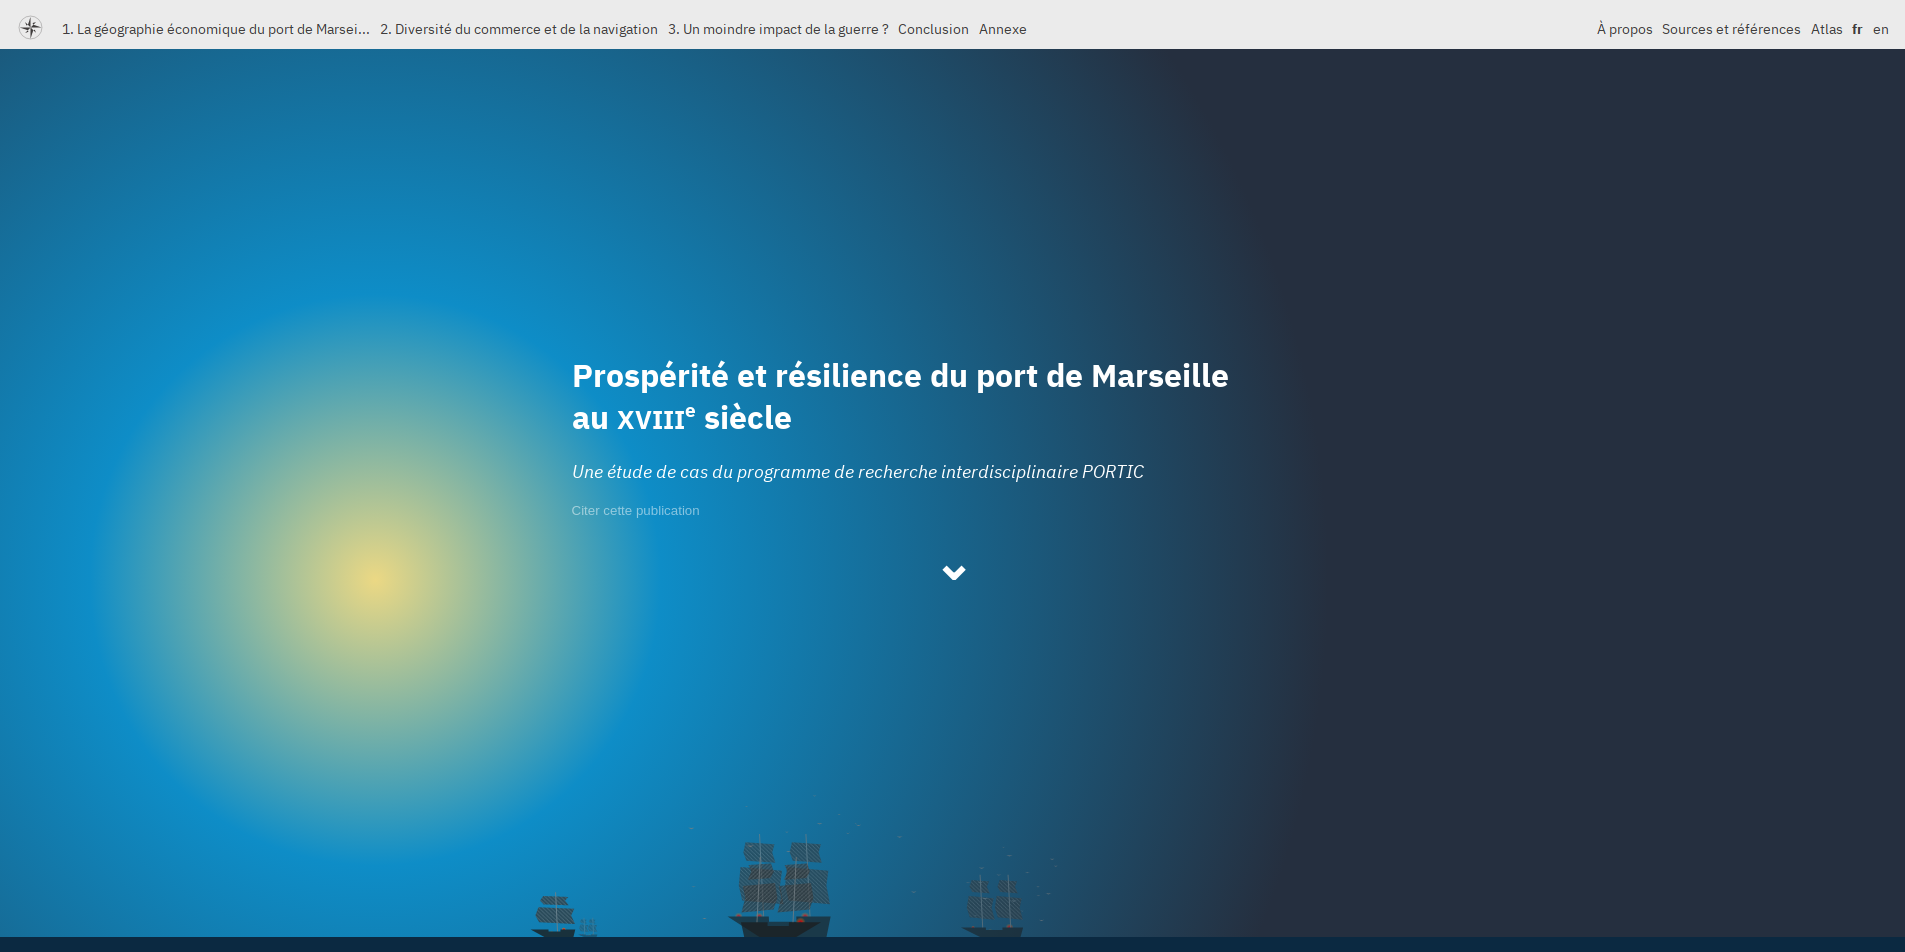 1. La géographie économique du port de Marsei... 2. Diversité du commerce et de la navigation 3. Un moindre impact de la guerre ? Conclusion Annexe À propos Sources et références Atlas fr en
Prospérité et résilience du port de Marseille
au XVIIIe siècle
Une étude de cas du programme de recherche interdisciplinaire PORTIC
Citer cette publication